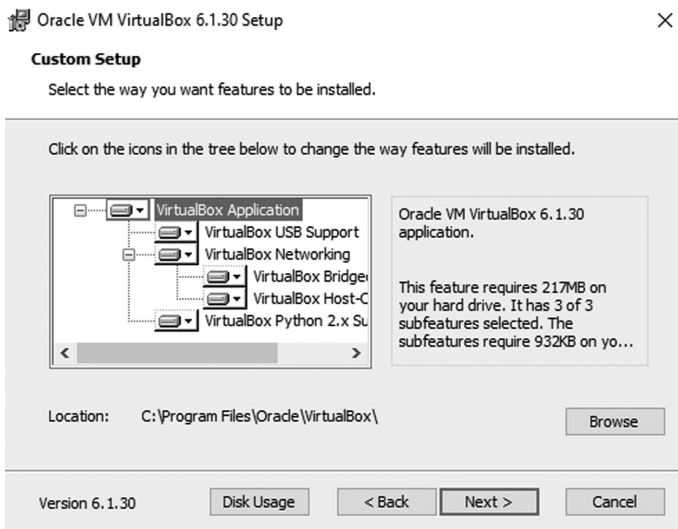 Oracle VM VirtualBox 6.1.30 Setup
Custom Setup
Select the way you want features to be installed.
Click on the icons in the tree below to change the way features will be installed.
VirtualBox Application
VirtualBox USB Support
VirtualBox Networking
VirtualBox Bridge
VirtualBox Host-C
VirtualBox Python 2.x Su
Oracle VM VirtualBox 6.1.30
application.
This feature requires 217MB on
your hard drive. It has 3 of 3
subfeatures selected. The
subfeatures require 932KB on yo...
Location: C:\Program Files\Oracle\VirtualBox\
Browse
Version 6.1.30
Disk Usage
< Back
Next >
Cancel